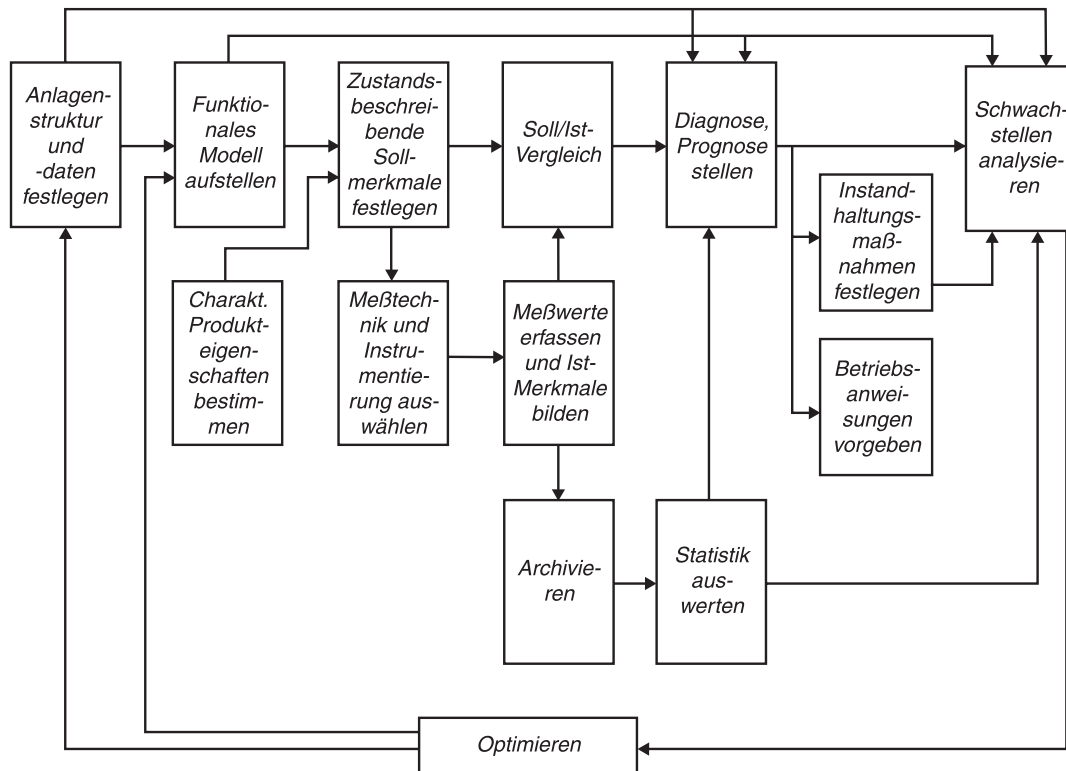 Anlagen-
struktur
und
-daten
festlegen
Funktio-
nales
Modell
aufstellen
Zustands-
beschrei-
bende
Soll-
merkmale
festlegen
Soll/Ist-
Vergleich
Diagnose,
Prognose
stellen
Schwach-
stellen
analysie-
ren
Instand-
haltungs-
maß-
nahmen
festlegen
Charakt.
Produkt-
eigen-
schaften
bestim-
men
Meßtech-
nik und
Instru-
mentie-
rung aus-
wählen
Meßwerte
erfassen
und Ist-
Merkmale
bilden
Betriebs-
anwei-
sungen
vorgeben
Archivie-
ren
Statistik
aus-
werten
Optimieren